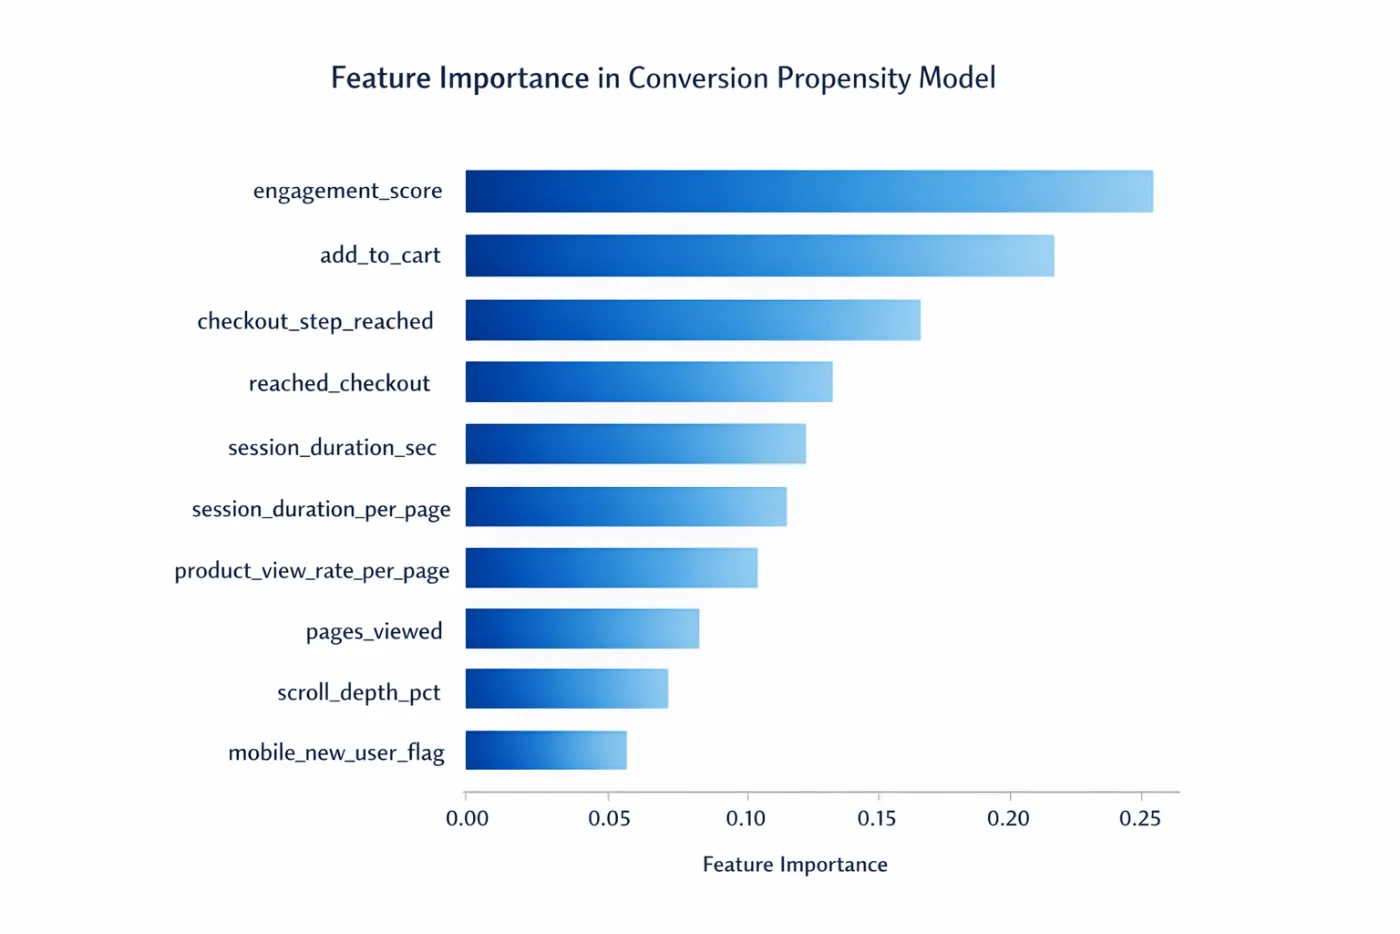 Feature Importance in Conversion Propensity Model
engagement_score
add_to_cart
checkout_step_reached
reached_checkout
session_duration_sec
session_duration_per_page
product_view_rate_per_page
pages_viewed
scroll_depth_pct
mobile_new_user_flag
0.00 0.05 0.10 0.15 0.20 0.25
Feature Importance